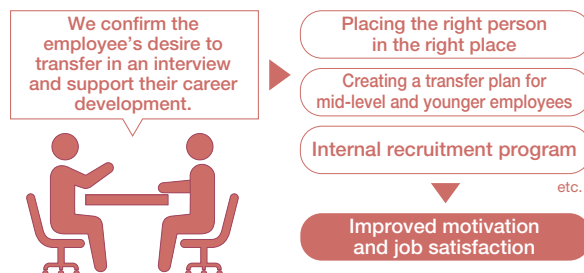 We confirm the
employee's desire to
transfer in an interview
and support their career
development.
Placing the right person
in the right place
Creating a transfer plan for
mid-level and younger employees
Internal recruitment program
etc.
Improved motivation
and job satisfaction